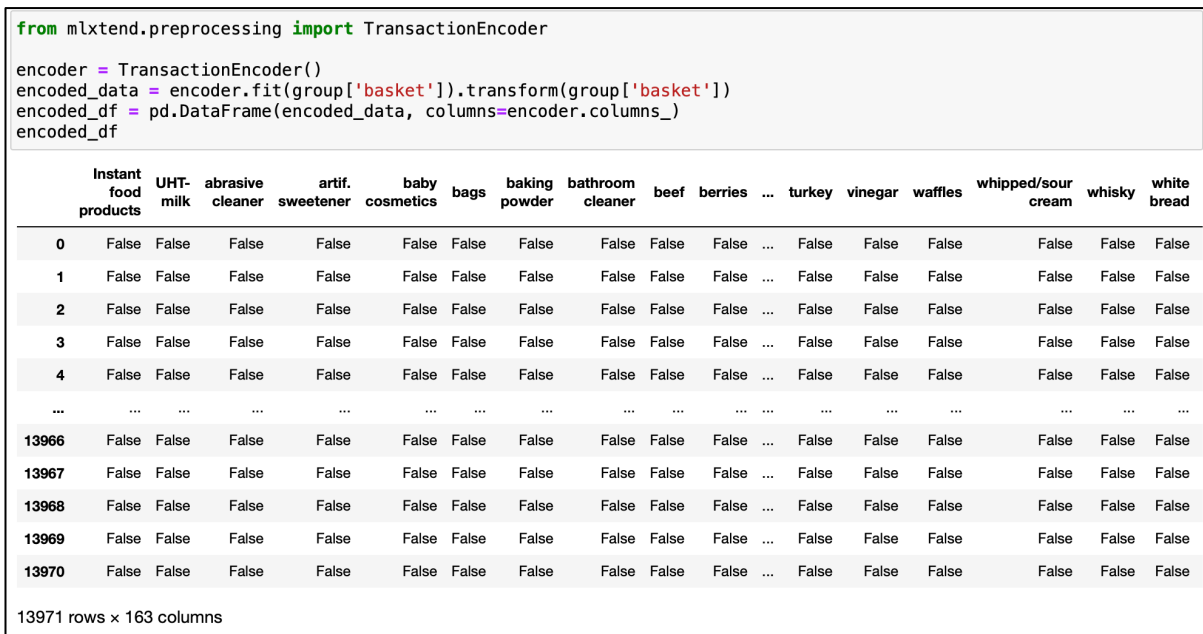 from mlxtend.preprocessing import TransactionEncoder
encoder = TransactionEncoder()
encoded_data = encoder.fit(group['basket']).transform(group['basket'])
encoded_df = pd.DataFrame(encoded_data, columns=encoder.columns_)
encoded_df
Instant food products UHT-milk abrasive cleaner artif. sweetener baby cosmetics bags baking powder bathroom cleaner beef berries ... turkey vinegar waffles whipped/sour cream whisky white bread
0 False False False False False False False False False False ... False False False False False False
1 False False False False False False False False False False ... False False False False False False
2 False False False False False False False False False False ... False False False False False False
3 False False False False False False False False False False ... False False False False False False
4 False False False False False False False False False False ... False False False False False False
... ... ... ... ... ... ... ... ... ... ... ... ... ... ... ... ... ...
13966 False False False False False False False False False False ... False False False False False False
13967 False False False False False False False False False False ... False False False False False False
13968 False False False False False False False False False False ... False False False False False False
13969 False False False False False False False False False False ... False False False False False False
13970 False False False False False False False False False False ... False False False False False False
13971 rows × 163 columns